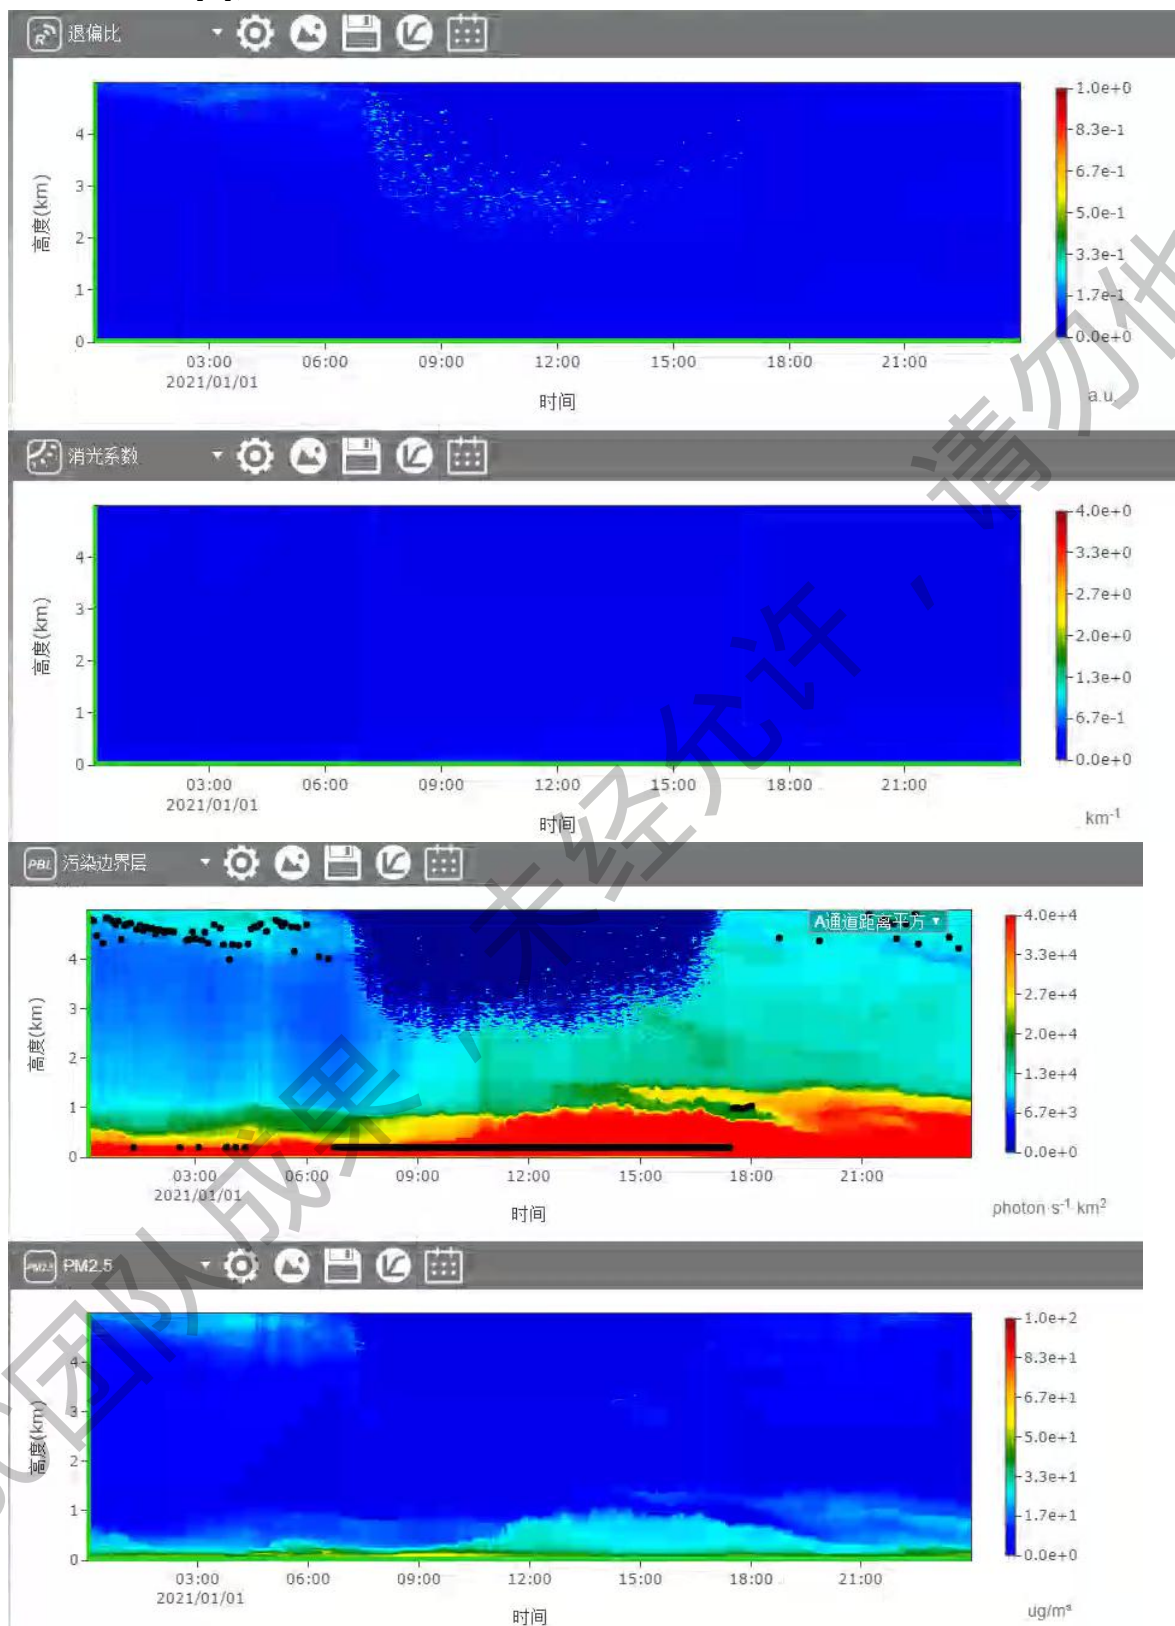 退偏比
1.0e+0
8.3e-1
6.7e-1
5.0e-1
3.3e-1
1.7e-1
0.0e+0
a.u.
高度(km)
4
3
2
1
0
03:00 06:00 09:00 12:00 15:00 18:00 21:00
2021/01/01
时间
消光系数
4.0e+0
3.3e+0
2.7e+0
2.0e+0
1.3e+0
6.7e-1
0.0e+0
km-1
高度(km)
4
3
2
1
0
03:00 06:00 09:00 12:00 15:00 18:00 21:00
2021/01/01
时间
PBL 污染边界层
A通道距离平方
4.0e+4
3.3e+4
2.7e+4
2.0e+4
1.3e+4
6.7e+3
0.0e+0
photon·s-1·km2
高度(km)
4
3
2
1
0
03:00 06:00 09:00 12:00 15:00 18:00 21:00
2021/01/01
时间
PM2.5 PM2.5
1.0e+2
8.3e+1
6.7e+1
5.0e+1
3.3e+1
1.7e+1
0.0e+0
ug/m³
高度(km)
4
3
2
1
0
03:00 06:00 09:00 12:00 15:00 18:00 21:00
2021/01/01
时间
团队成果,未经允许,请勿